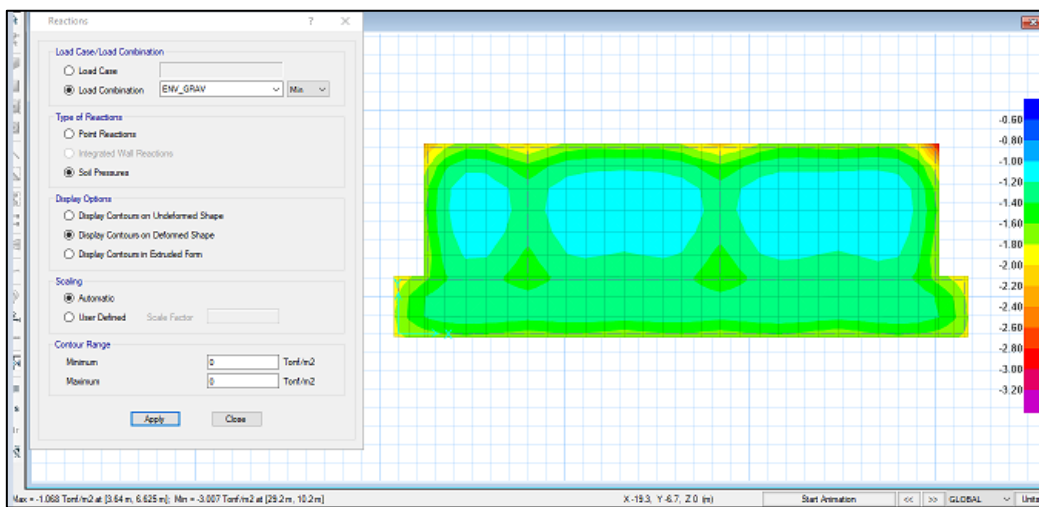 Reactions
? ×
Load Case/Load Combination
Load Case
Load Combination ENV_GRAV Min
Type of Reactions
Point Reactions
Integrated Wall Reactions
Soil Pressures
Display Options
Display Contours on Undeformed Shape
Display Contours on Deformed Shape
Display Contours in Extruded Form
Scaling
Automatic
User Defined Scale Factor
Contour Range
Minimum 0 Tonf/m2
Maximum 0 Tonf/m2
Apply Close
-0.60
-0.80
-1.00
-1.20
-1.40
-1.60
-1.80
-2.00
-2.20
-2.40
-2.60
-2.80
-3.00
-3.20
X
Max = -1.068 Tonf/m2 at [3.64 m, 6.625 m]; Min = -3.007 Tonf/m2 at [29.2 m, 10.2 m] X -19.3, Y -6.7, Z 0 (m) Start Animation << >> GLOBAL Units